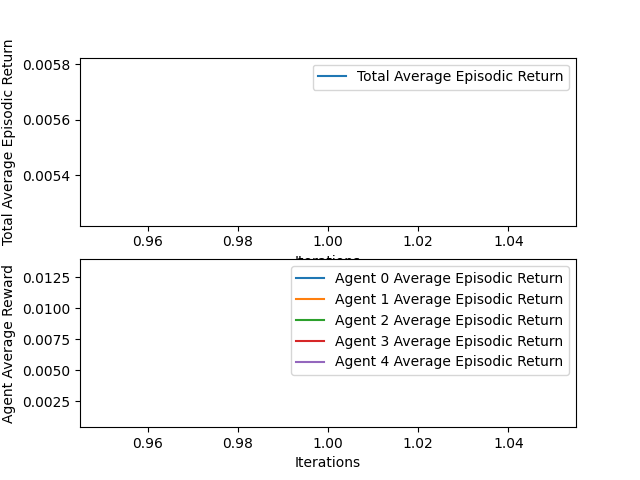 Total Average Episodic Return
0.0058
0.0056
0.0054
Total Average Episodic Return
0.96 0.98 1.00 1.02 1.04
Iterations
Agent Average Reward
0.0125
0.0100
0.0075
0.0050
0.0025
Agent 0 Average Episodic Return
Agent 1 Average Episodic Return
Agent 2 Average Episodic Return
Agent 3 Average Episodic Return
Agent 4 Average Episodic Return
0.96 0.98 1.00 1.02 1.04
Iterations